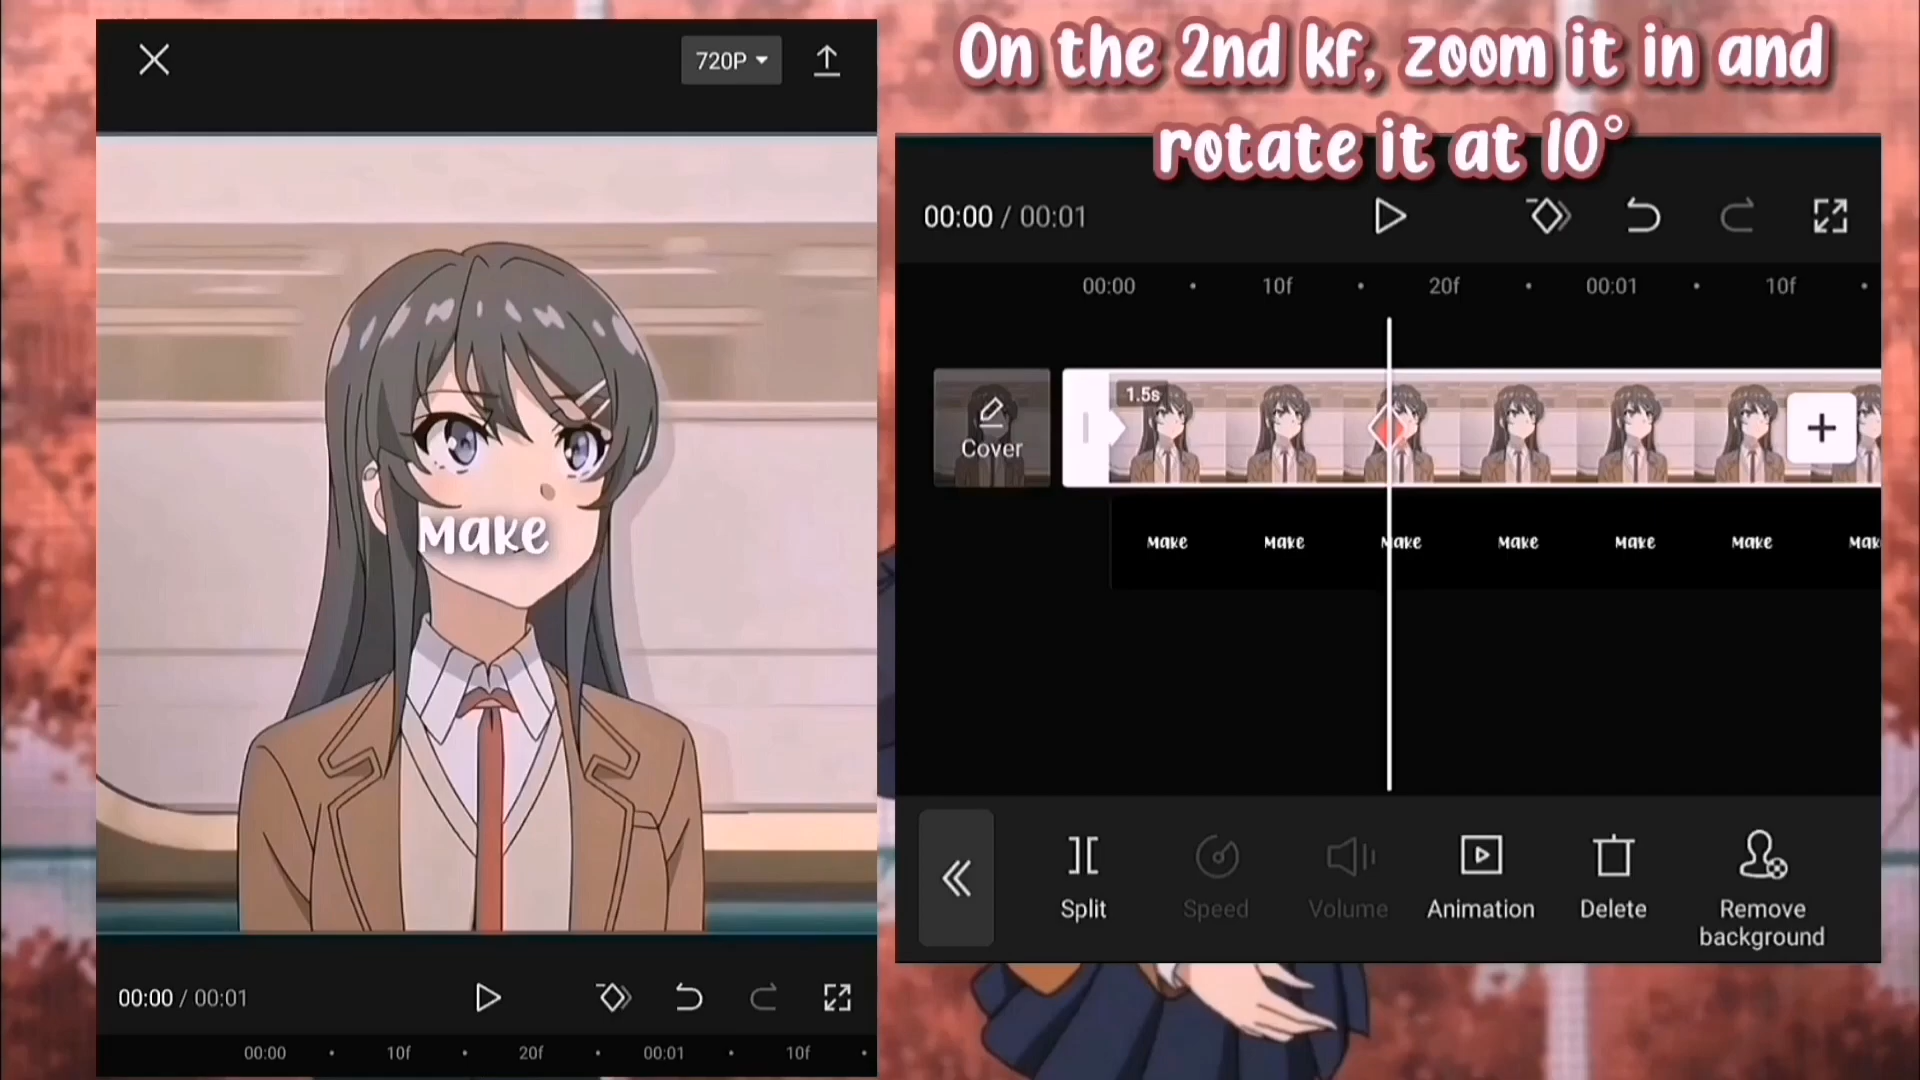 On the 2nd kf, zoom it in and
rotate it at 10°
720P
Make
00:00 / 00:01
00:00 10f 20f 00:01 10f
00:00 / 00:01
00:00 10f 20f 00:01 10f
1.5s
Cover
Make Make Make Make Make Make Mak
Split
Speed
Volume
Animation
Delete
Remove
background